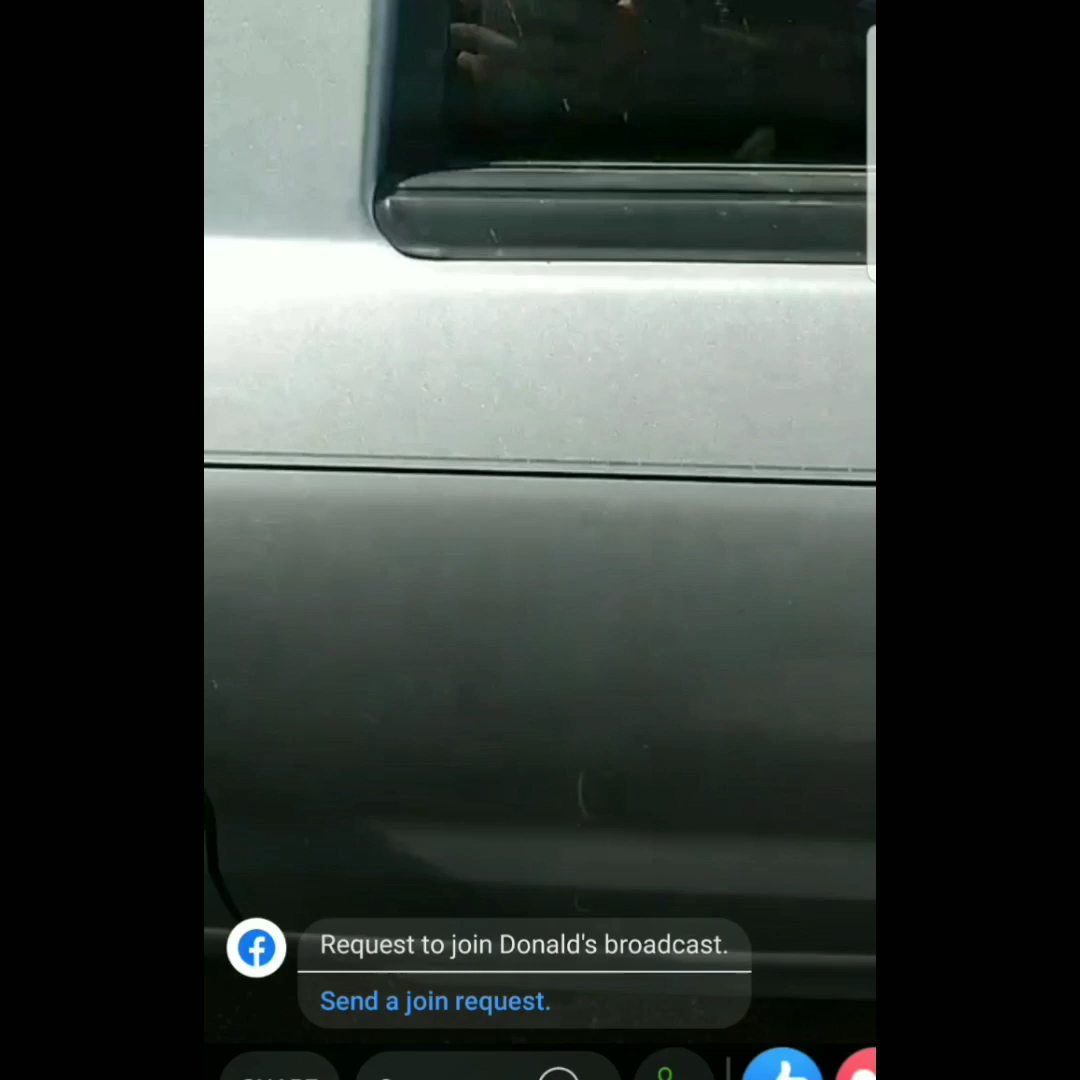 Request to join Donald's broadcast.
Send a join request.